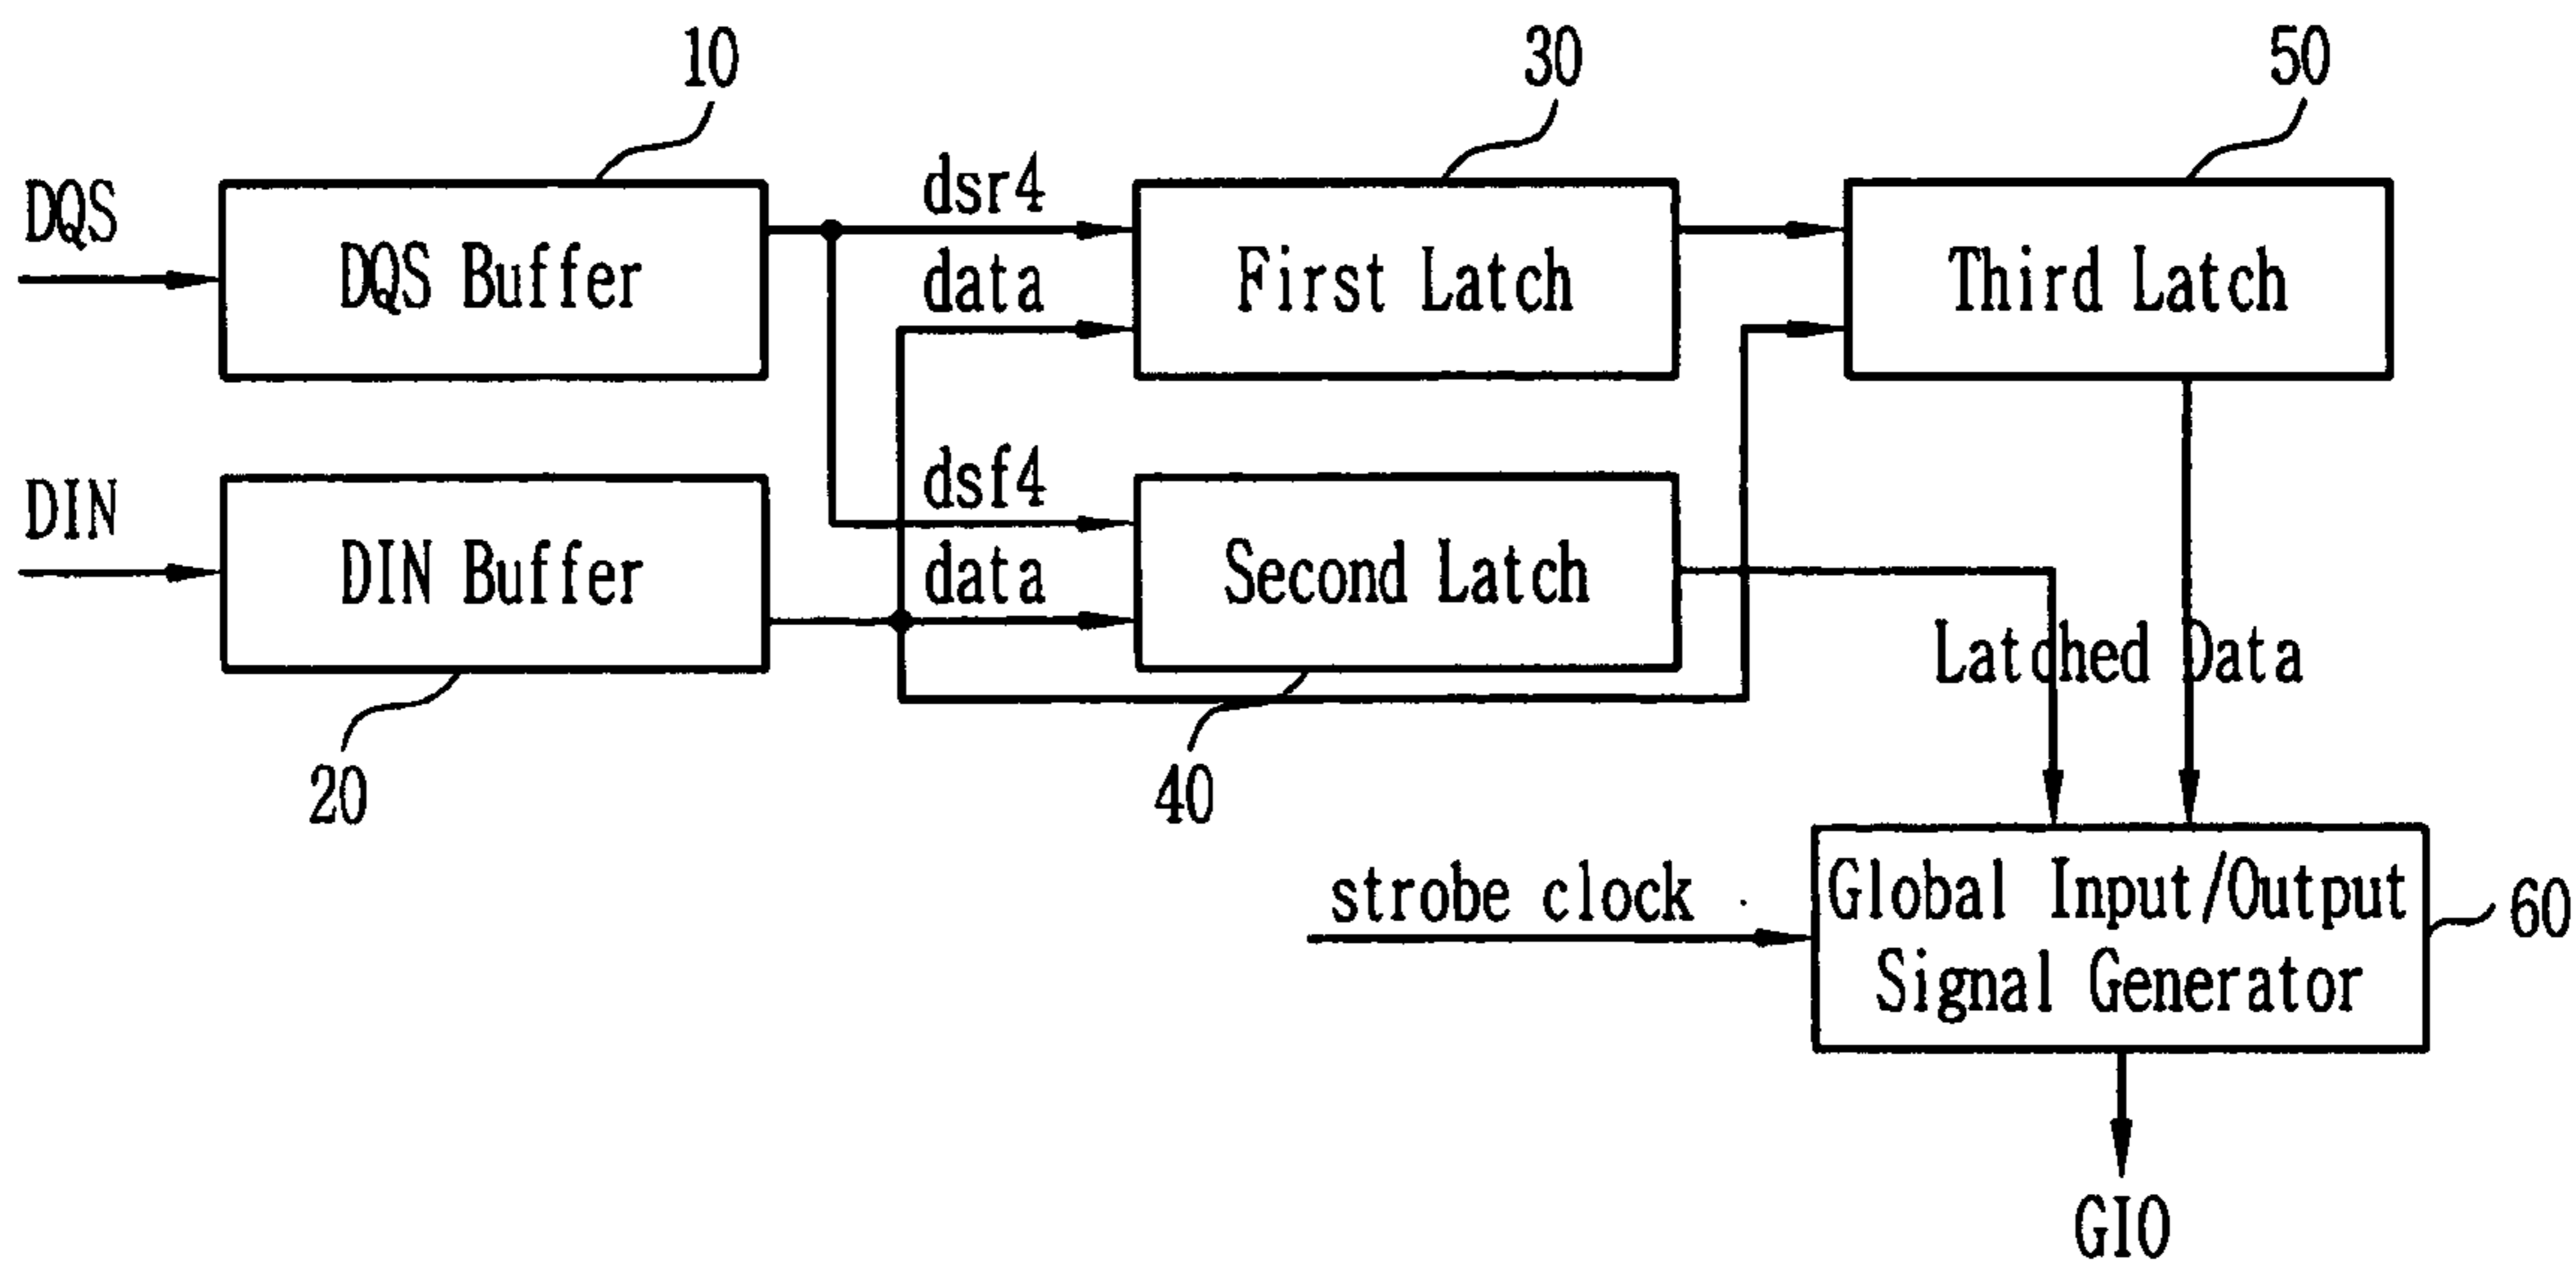 10
30
50
DQS
DQS Buffer
dsr4
data
First Latch
Third Latch
DIN
DIN Buffer
dsf4
data
Second Latch
Latched Data
20
40
strobe clock
Global Input/Output
Signal Generator
60
GIO